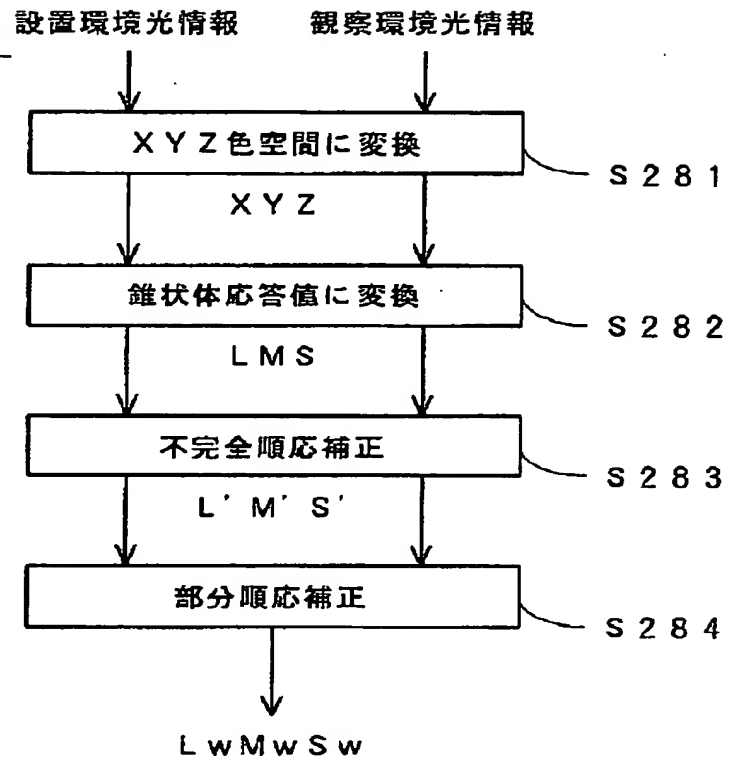 設置環境光情報 観察環境光情報
XYZ色空間に変換
S281
XYZ
錐状体応答値に変換
S282
LMS
不完全順応補正
S283
L'M'S'
部分順応補正
S284
LwMwSw